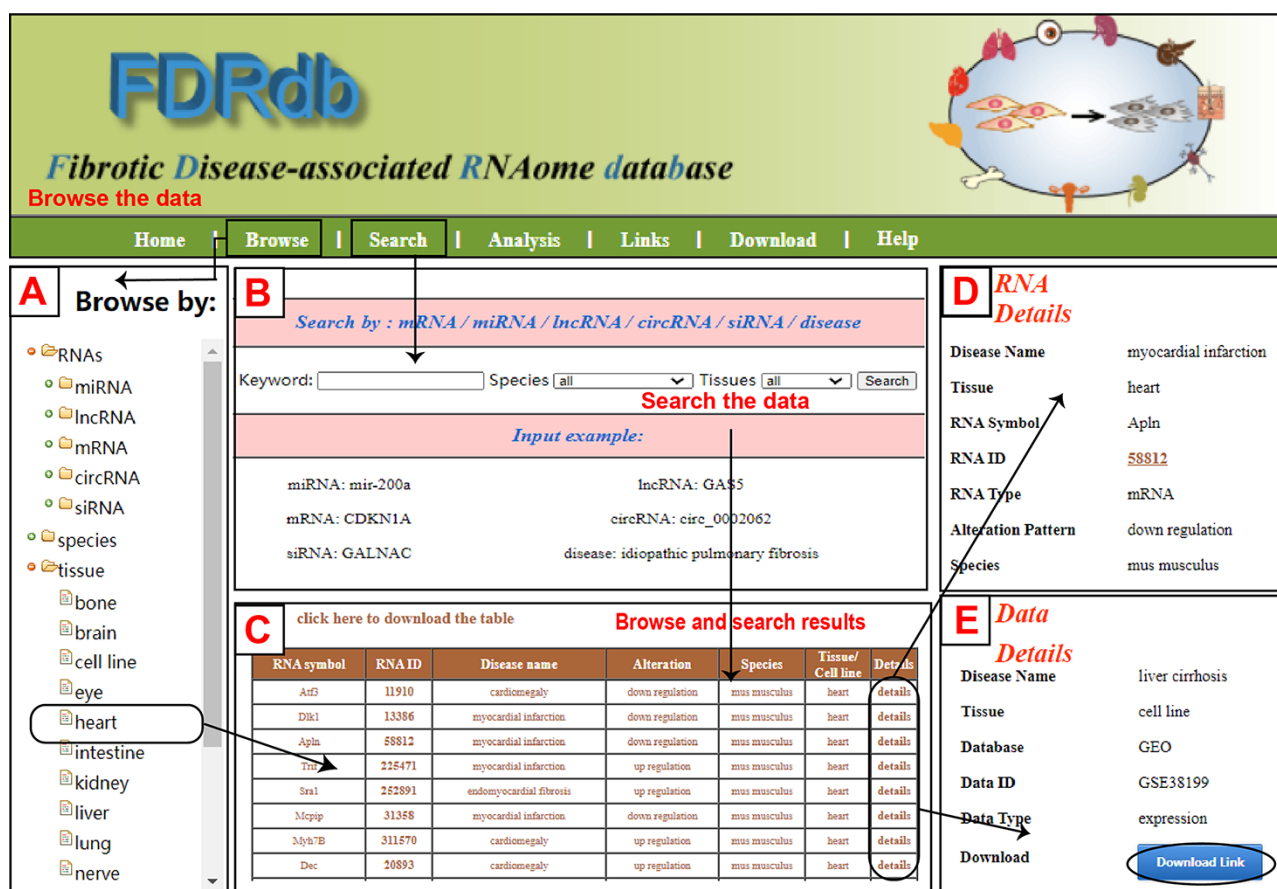 FDRdb
Fibrotic Disease-associated RNAome database
Browse the data
Home | Browse | Search | Analysis | Links | Download | Help
A
Browse by:
RNAs
miRNA
lncRNA
mRNA
circRNA
siRNA
species
tissue
bone
brain
cell line
eye
heart
intestine
kidney
liver
lung
nerve
B
Search by : mRNA / miRNA / lncRNA / circRNA / siRNA / disease
Keyword: Species all Tissues all Search
Search the data
Input example:
miRNA: mir-200a lncRNA: GAS5
mRNA: CDKN1A circRNA: circ_0002062
siRNA: GALNAC disease: idiopathic pulmonary fibrosis
C
click here to download the table
Browse and search results
RNA symbol RNA ID Disease name Alteration Species Tissue/ Cell line Details
Atf3 11910 cardiomegaly down regulation mus musculus heart details
Dlk1 13386 myocardial infarction down regulation mus musculus heart details
Apln 58812 myocardial infarction down regulation mus musculus heart details
225471 myocardial infarction up regulation mus musculus heart details
Sra1 252891 endomyocardial fibrosis up regulation mus musculus heart details
Mcpip 31358 myocardial infarction down regulation mus musculus heart details
Myh7B 311570 cardiomegaly up regulation mus musculus heart details
Dec 20893 cardiomegaly up regulation mus musculus heart details
D
RNA
Details
Disease Name myocardial infarction
Tissue heart
RNA Symbol Apln
RNA ID 58812
RNA Type mRNA
Alteration Pattern down regulation
Species mus musculus
E
Data
Details
Disease Name liver cirrhosis
Tissue cell line
Database GEO
Data ID GSE38199
Data Type expression
Download Download Link